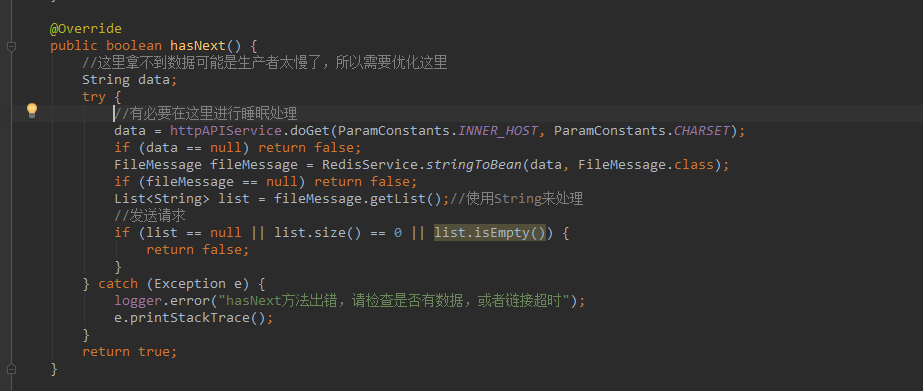 @Override
public boolean hasNext() {
//这里拿不到数据可能是生产者太慢了，所以需要优化这里
String data;
try {
//有必要在这里进行睡眠处理
data = httpAPIService.doGet(ParamConstants.INNER_HOST, ParamConstants.CHARSET);
if (data == null) return false;
FileMessage fileMessage = RedisService.stringToBean(data, FileMessage.class);
if (fileMessage == null) return false;
List<String> list = fileMessage.getList();//使用String来处理
//发送请求
if (list == null || list.size() == 0 || list.isEmpty()) {
return false;
}
} catch (Exception e) {
logger.error("hasNext方法出错，请检查是否有数据，或者链接超时");
e.printStackTrace();
}
return true;
}